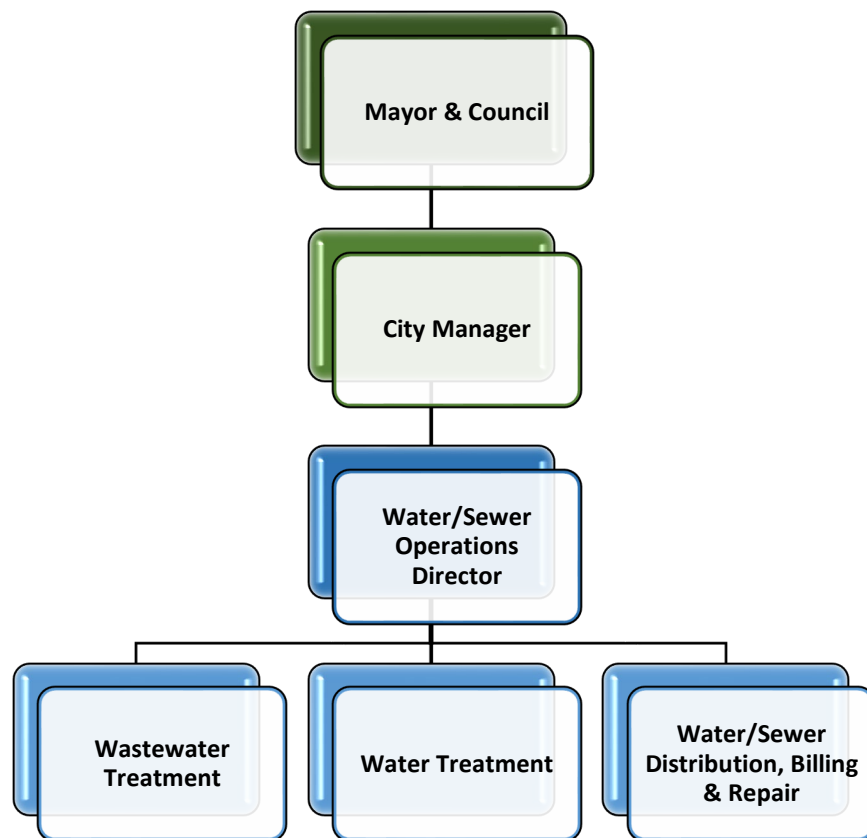 Mayor & Council
City Manager
Water/Sewer
Operations
Director
Wastewater
Treatment
Water Treatment
Water/Sewer
Distribution, Billing
& Repair